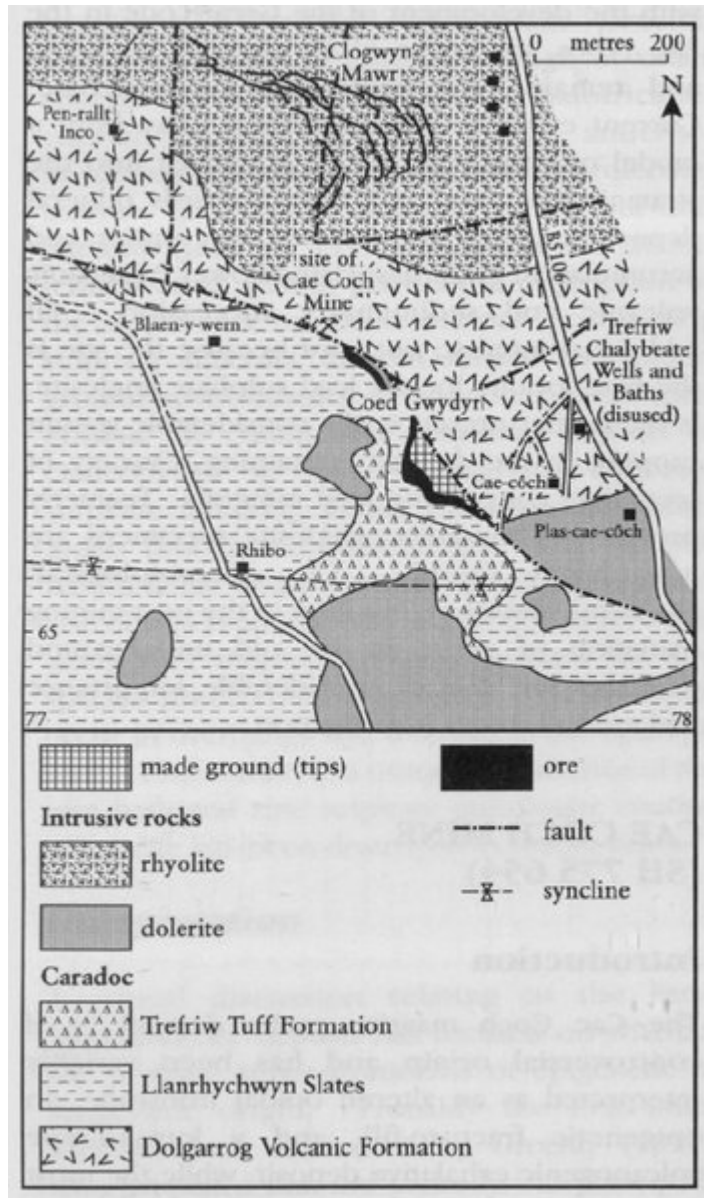 Clogwyn
Mawr
0 metres 200
N
Pen-rallt
Inco
B5106
site of
Cae Coch
Mine
Blaen-y-wern
Trefriw
Chalybeate
Wells and
Baths
(disused)
Coed Gwydyr
Cae-côch
Plas-cae-côch
Rhibo
65
77
78
made ground (tips)
ore
Intrusive rocks
fault
rhyolite
syncline
dolerite
Caradoc
Trefriw Tuff Formation
Llanrhychwyn Slates
Dolgarrog Volcanic Formation